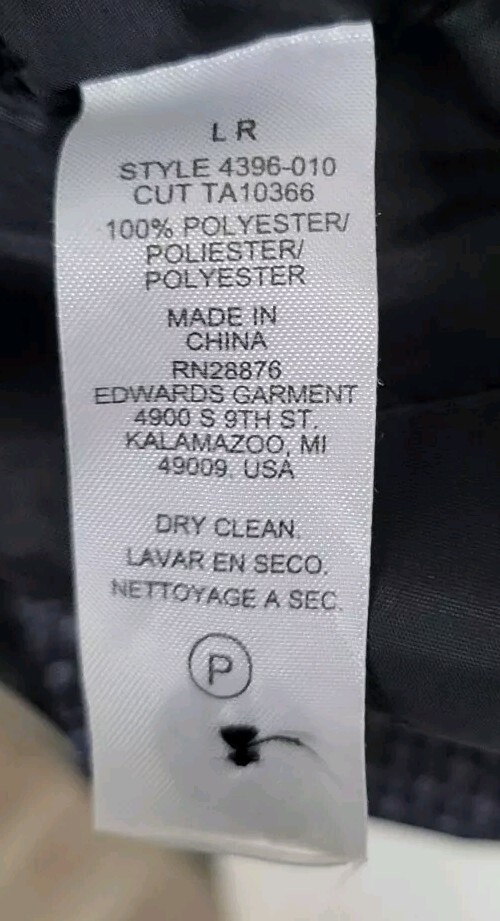 L R
STYLE 4396-010
CUT TA10366
100% POLYESTER/
POLIESTER/
POLYESTER
MADE IN
CHINA
RN28876
EDWARDS GARMENT
4900 S 9TH ST.
KALAMAZOO, MI
49009. USA
DRY CLEAN.
LAVAR EN SECO.
NETTOYAGE A SEC.
P